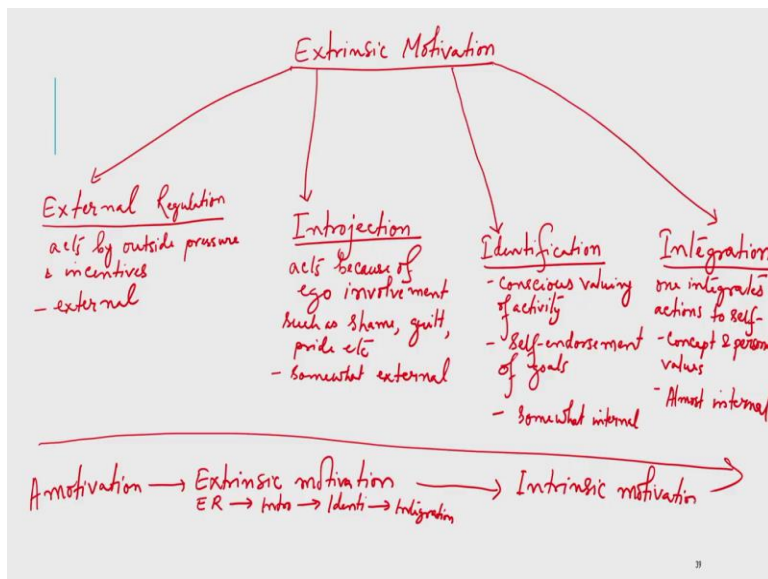 Extrinsic Motivation
External Regulation
acts by outside pressure
& incentives
- external
Introjection
acts because of
ego involvement
such as shame, guilt,
pride etc
- Somewhat external
Identification
- Conscious valuing
of activity
- Self-endorsement
of goals
- Somewhat internal
Integration
one integrates
actions to self-
- Concept & person
values
- Almost internal
Amotivation → Extrinsic motivation → Intrinsic motivation
ER → Intro → Identi → Integration
39